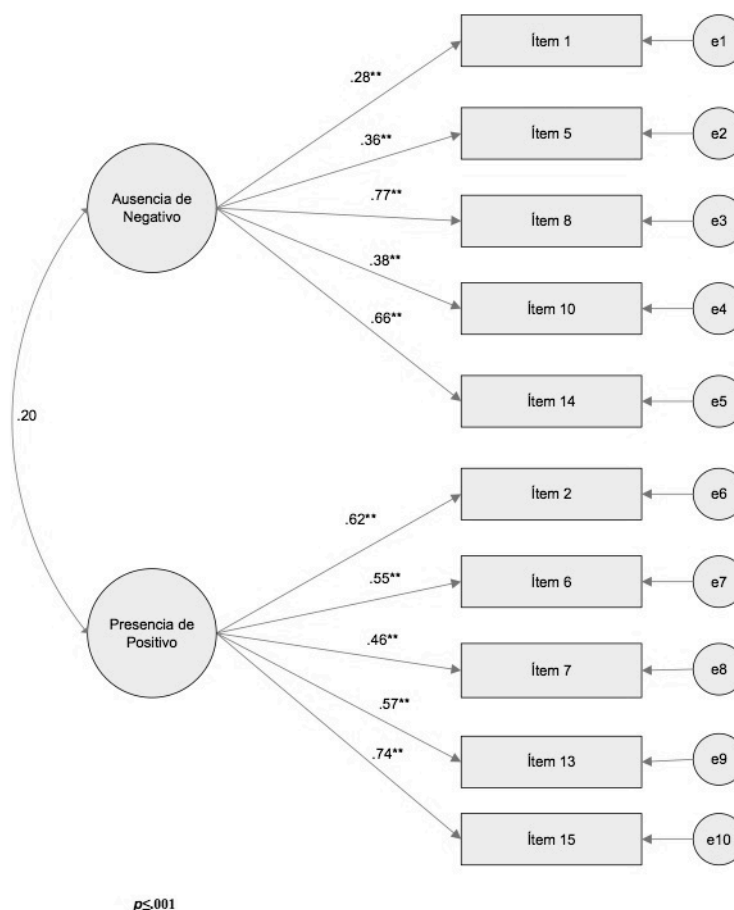 Ítem 1
e1
.28**
Ítem 5
e2
.36**
Ausencia de
Negativo
.77**
Ítem 8
e3
.38**
Ítem 10
e4
.66**
Ítem 14
e5
.20
Ítem 2
e6
.62**
Ítem 6
e7
.55**
Presencia de
Positivo
.46**
Ítem 7
e8
.57**
Ítem 13
e9
.74**
Ítem 15
e10
p≤.001